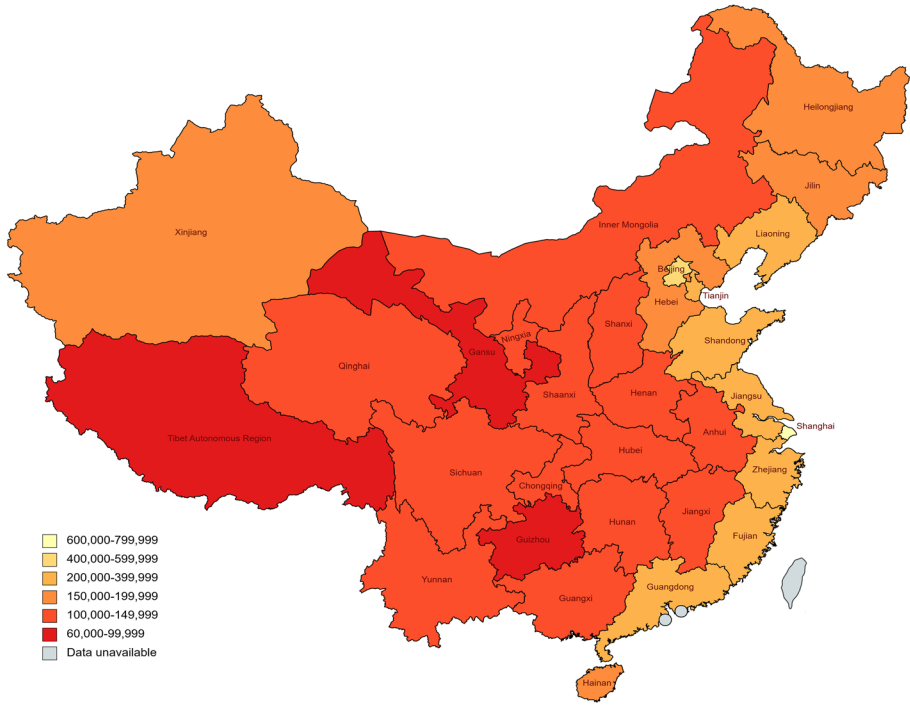 Heilongjiang
Jilin
Xinjiang
Inner Mongolia
Liaoning
Beijing
Tianjin
Hebei
Shanxi
Ningxia
Shandong
Gansu
Qinghai
Shaanxi
Henan
Jiangsu
Shanghai
Anhui
Tibet Autonomous Region
Hubei
Zhejiang
Sichuan
Chongqing
Jiangxi
Hunan
Fujian
Guizhou
Yunnan
Guangdong
Guangxi
Hainan
600,000-799,999
400,000-599,999
200,000-399,999
150,000-199,999
100,000-149,999
60,000-99,999
Data unavailable